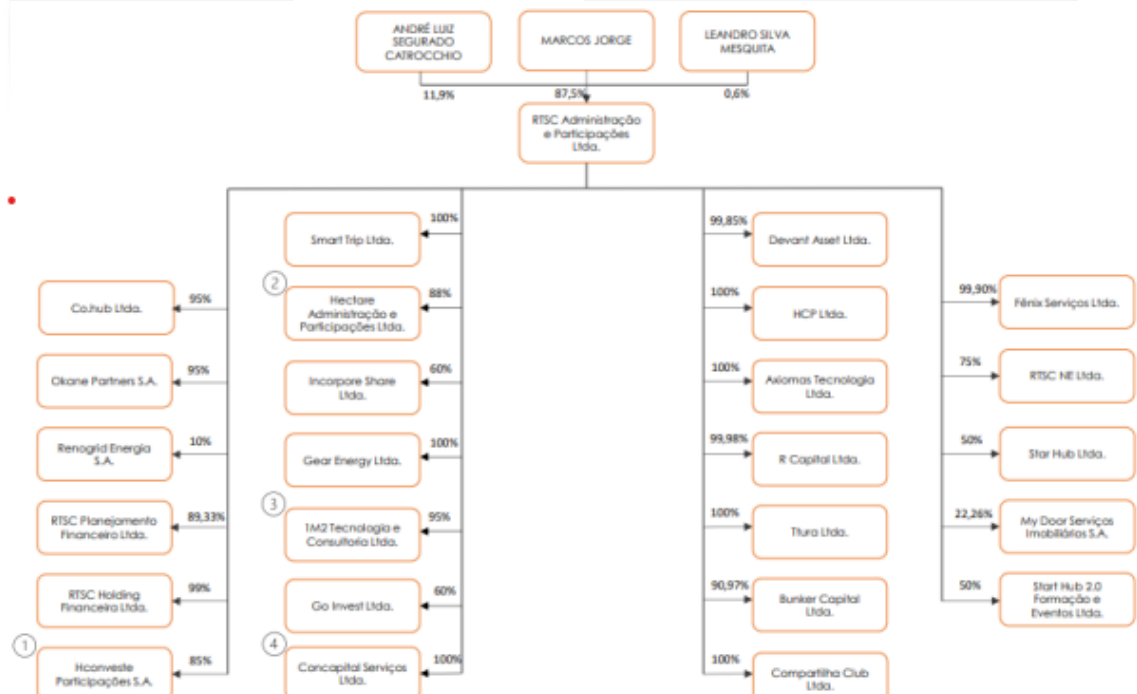 ANDRÉ LUIZ
SEGURADO
CATROCCHIO
MARCOS JORGE
LEANDRO SILVA
MESQUITA
11,9%
87,5%
0,6%
RTSC Administração
e Participações
Ltda.
Co.hub Ltda.
95%
Okane Partners S.A.
95%
Renogrid Energia
S.A.
10%
RTSC Planejamento
Financeiro Ltda.
89,33%
RTSC Holding
Financeira Ltda.
99%
1
Hconveste
Participações S.A.
85%
Smart Trip Ltda.
100%
2
Hectare
Administração e
Participações Ltda.
88%
Incorpore Share
Ltda.
60%
Gear Energy Ltda.
100%
3
1M2 Tecnologia e
Consultoria Ltda.
95%
Go Invest Ltda.
60%
4
Concapital Serviços
Ltda.
100%
99,85%
Devant Asset Ltda.
100%
HCP Ltda.
100%
Axiomas Tecnologia
Ltda.
99,98%
R Capital Ltda.
100%
Ttura Ltda.
90,97%
Bunker Capital
Ltda.
100%
Compartilha Club
Ltda.
99,90%
Fênix Serviços Ltda.
75%
RTSC NE Ltda.
50%
Star Hub Ltda.
22,26%
My Door Serviços
Imobiliários S.A.
50%
Start Hub 2.0
Formação e
Eventos Ltda.